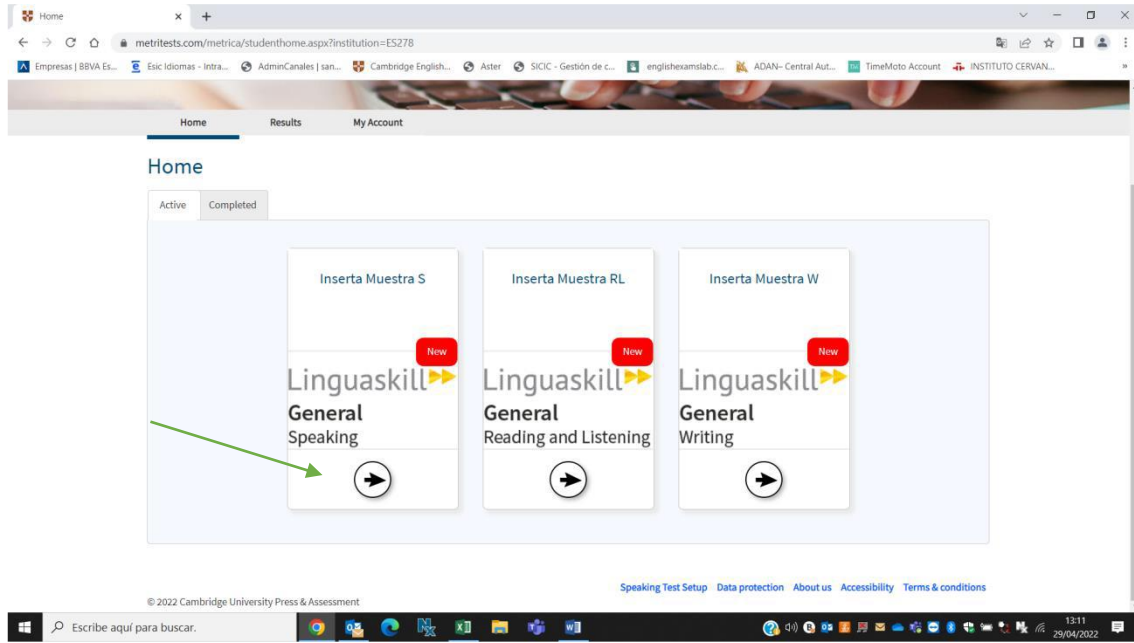 Home
metritests.com/metrica/studenthome.aspx?institution=ES278
Empresas | BBVA Es... Esic Idiomas - Intra... AdminCanales | san... Cambridge English... Aster SICIC - Gestión de c... englishexamslab.c... ADAN– Central Aut... TimeMoto Account INSTITUTO CERVAN... »
Home Results My Account
Home
Active Completed
Inserta Muestra S Inserta Muestra RL Inserta Muestra W
New New New
Linguaskill Linguaskill Linguaskill
General General General
Speaking Reading and Listening Writing
Speaking Test Setup Data protection About us Accessibility Terms & conditions
© 2022 Cambridge University Press & Assessment
Escribe aquí para buscar.
13:11
29/04/2022